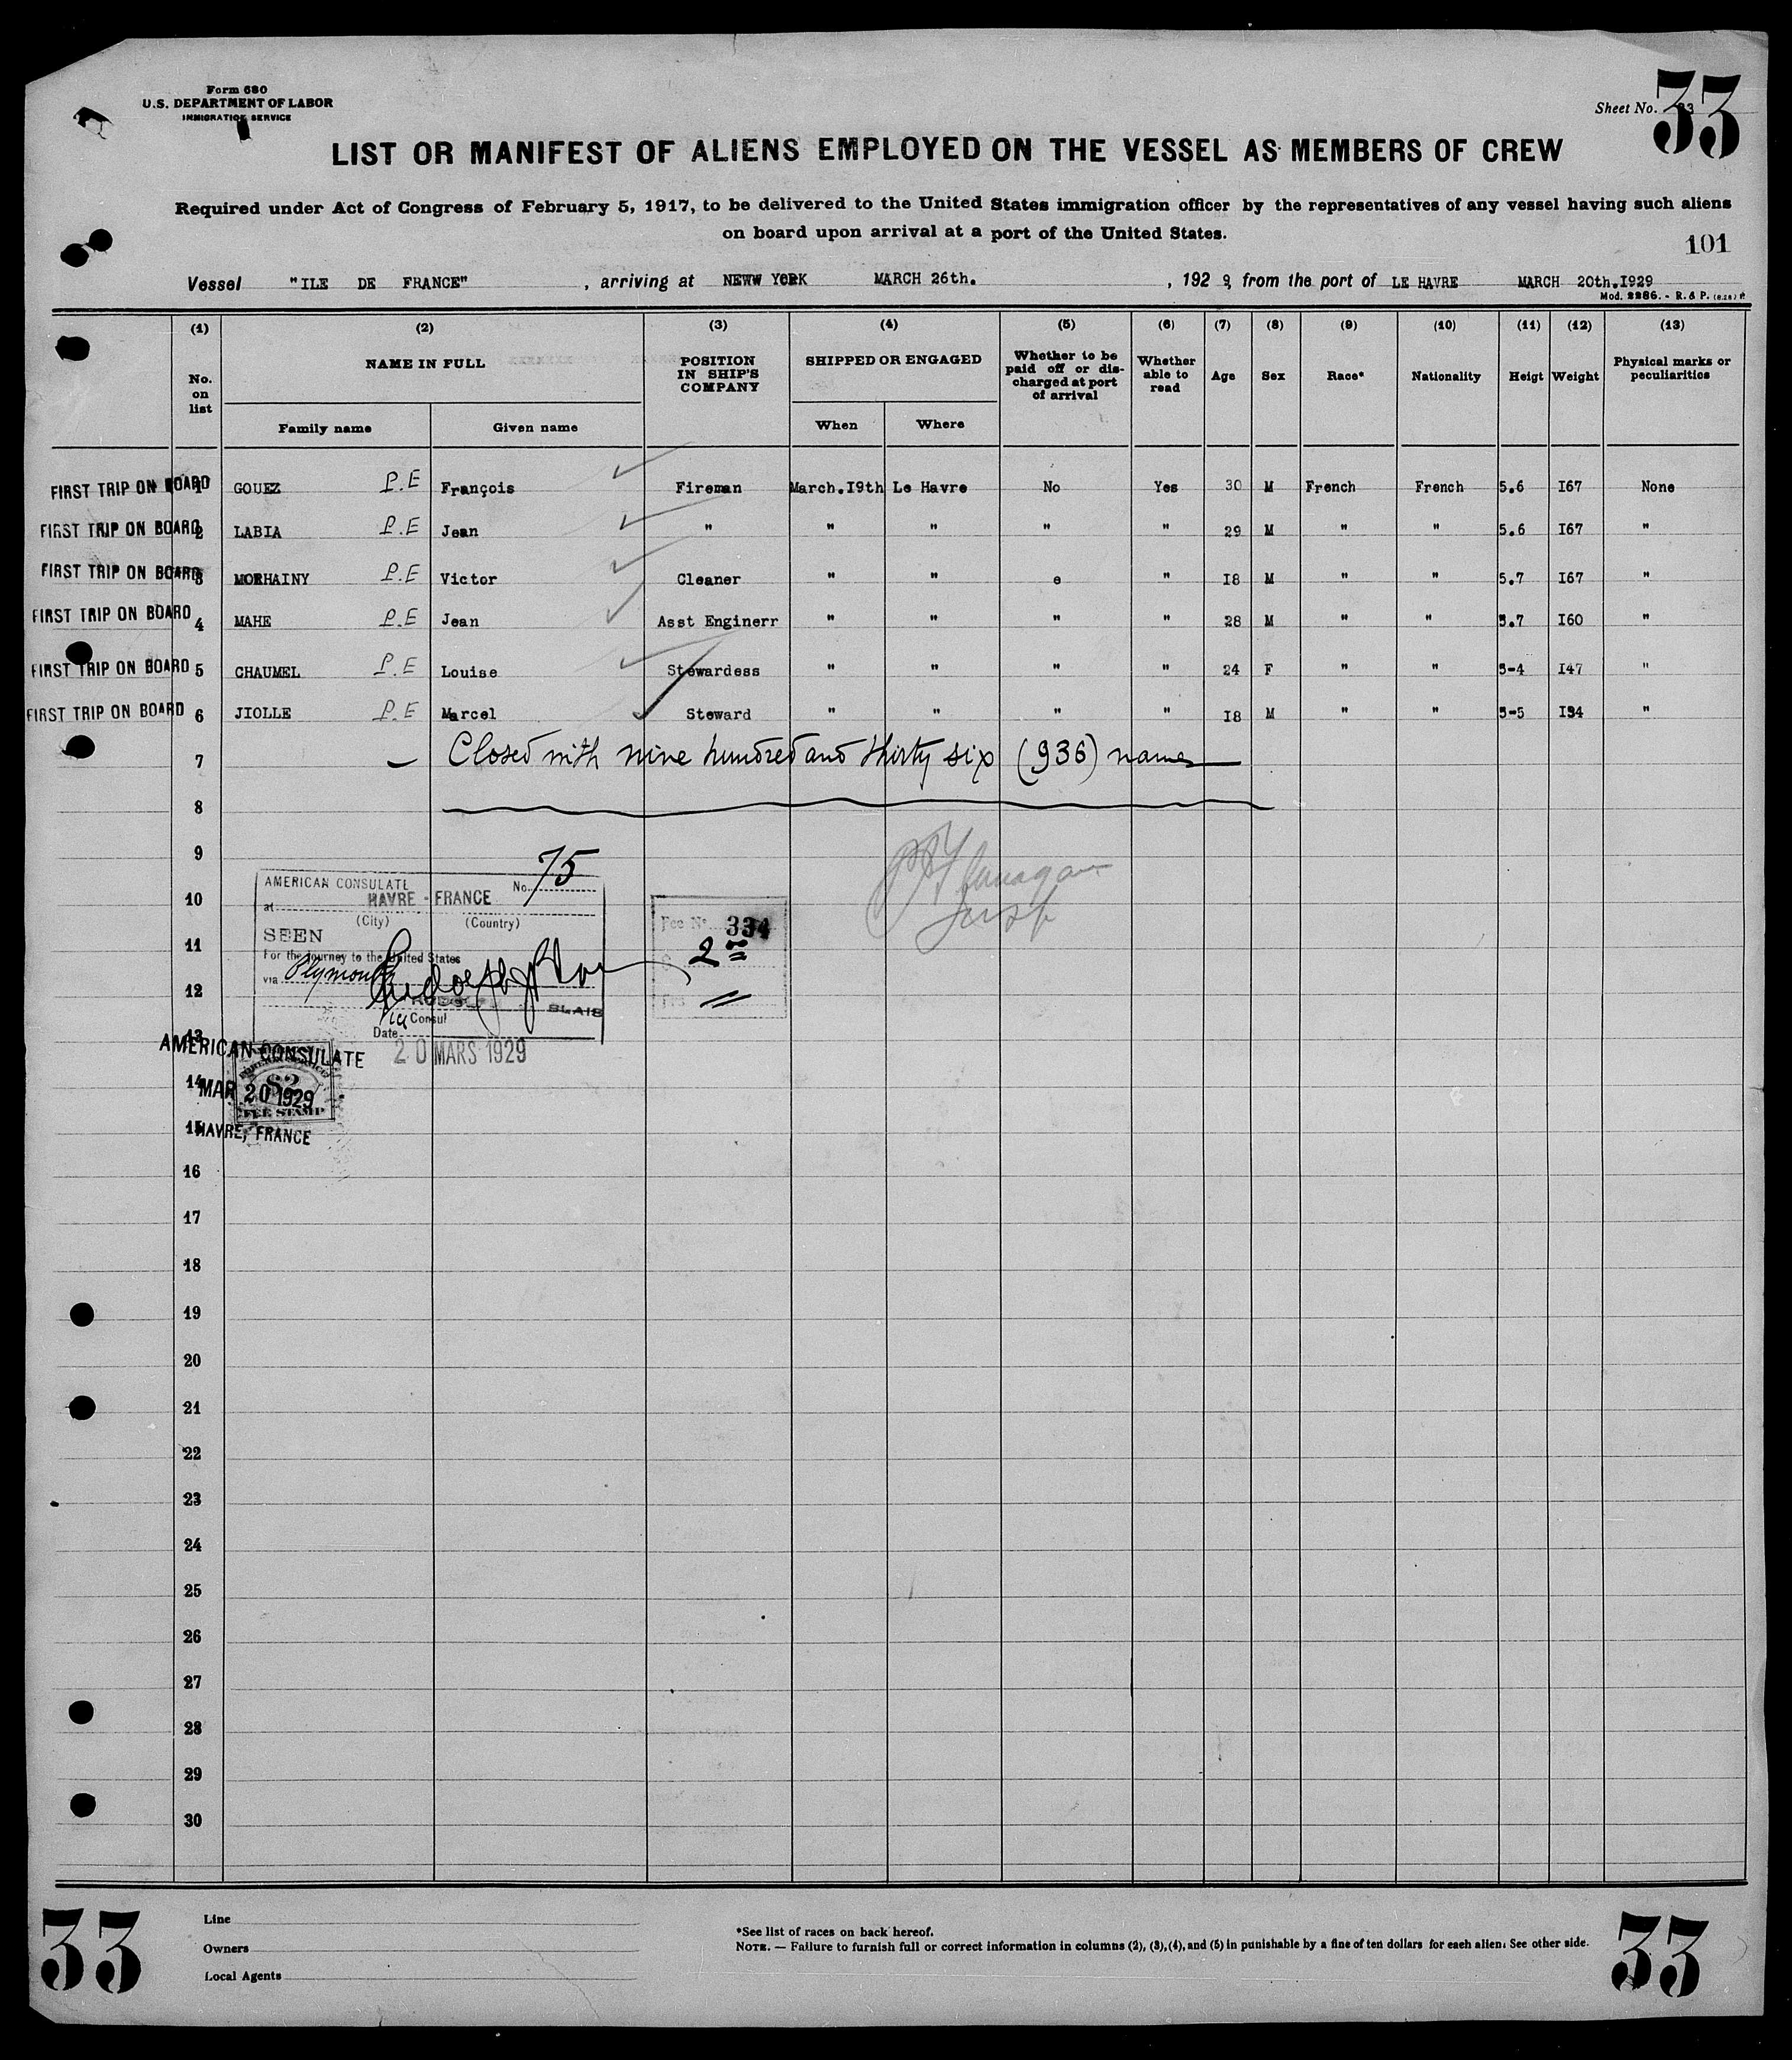 Form 680
U.S. DEPARTMENT OF LABOR
IMMIGRATION SERVICE
Sheet No. 33
33
LIST OR MANIFEST OF ALIENS EMPLOYED ON THE VESSEL AS MEMBERS OF CREW
Required under Act of Congress of February 5, 1917, to be delivered to the United States immigration officer by the representatives of any vessel having such aliens
on board upon arrival at a port of the United States.
101
Vessel "ILE DE FRANCE" , arriving at NEWW YORK MARCH 26th. , 192 9, from the port of LE HAVRE MARCH 20th.I929
Mod. 2286. - R. & P.
(1) (2) (3) (4) (5) (6) (7) (8) (9) (10) (11) (12) (13)
No. on list NAME IN FULL POSITION IN SHIP'S COMPANY SHIPPED OR ENGAGED Whether to be paid off or discharged at port of arrival Whether able to read Age Sex Race* Nationality Heigt Weight Physical marks or peculiarities
Family name Given name When Where
FIRST TRIP ON BOARD 1 GOUEZ P.E François Fireman March.I9th Le Havre No Yes 30 M French French 5.6 I67 None
FIRST TRIP ON BOARD 2 LABIA P.E Jean " " " " " 29 M " " 5.6 I67 "
FIRST TRIP ON BOARD 3 MORHAINY P.E Victor Cleaner " " e " I8 M " " 5.7 I67 "
FIRST TRIP ON BOARD 4 MAHE P.E Jean Asst Enginerr " " " " 28 M " " 5.7 I60 "
FIRST TRIP ON BOARD 5 CHAUMEL P.E Louise Stewardess " " " " 24 F " " 5-4 I47 "
FIRST TRIP ON BOARD 6 JIOLLE P.E Marcel Steward " " " " I8 M " " 5-5 I34 "
7 Closed with nine hundred and thirty six (936) names
8
9
10
11
12
13
14
15
AMERICAN CONSULATE No. 75
at HAVRE - FRANCE
(City) (Country)
SEEN
For the journey to the United States
via Plymouth
Vice Consul
Date 20 MARS 1929
Fee No. 334
2
Flanagan
AMERICAN CONSULATE
MAR 20 1929
HAVRE, FRANCE
$2
FEE STAMP
16
17
18
19
20
21
22
23
24
25
26
27
28
29
30
33
Line
Owners
Local Agents
*See list of races on back hereof.
NOTE. — Failure to furnish full or correct information in columns (2), (3), (4), and (5) in punishable by a fine of ten dollars for each alien. See other side.
33